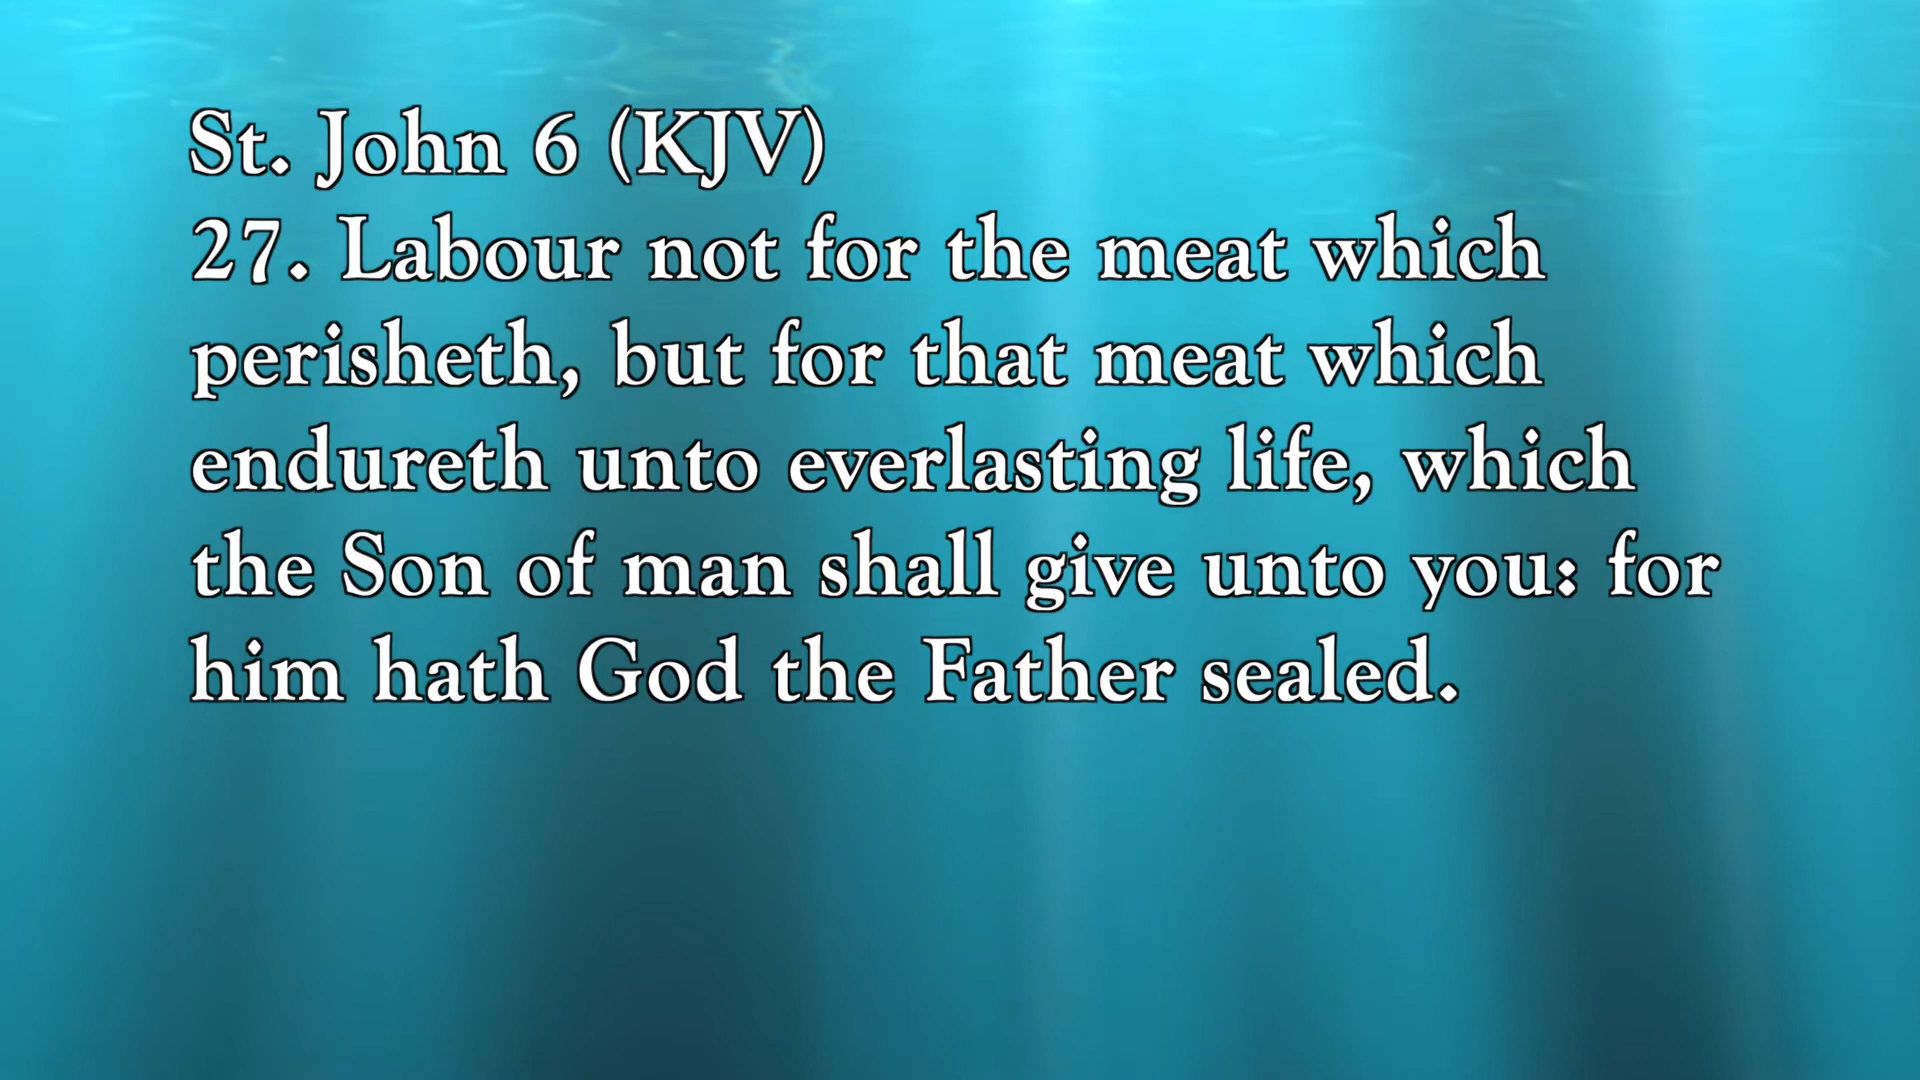 St. John 6 (KJV)
27. Labour not for the meat which
perisheth, but for that meat which
endureth unto everlasting life, which
the Son of man shall give unto you: for
him hath God the Father sealed.